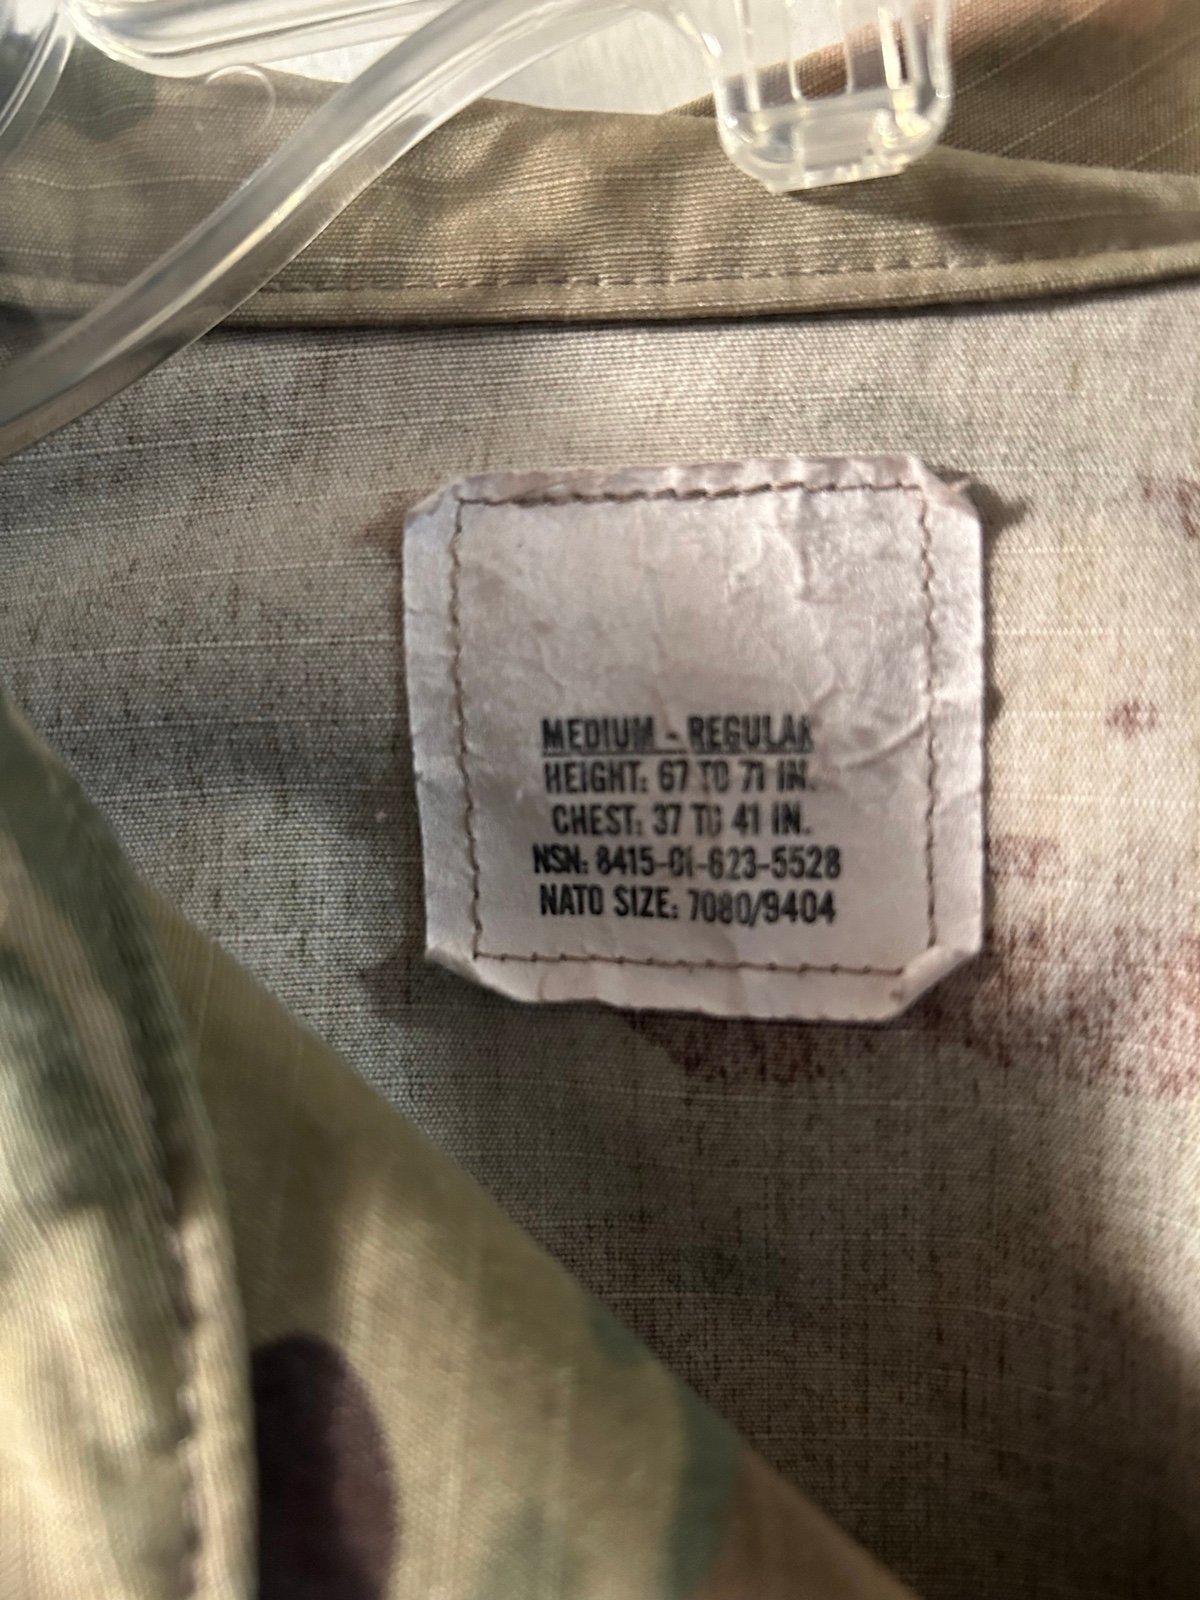 MEDIUM - REGULAR
HEIGHT: 67 TO 71 IN.
CHEST: 37 TO 41 IN.
NSN: 8415-01-623-5528
NATO SIZE: 7080/9404